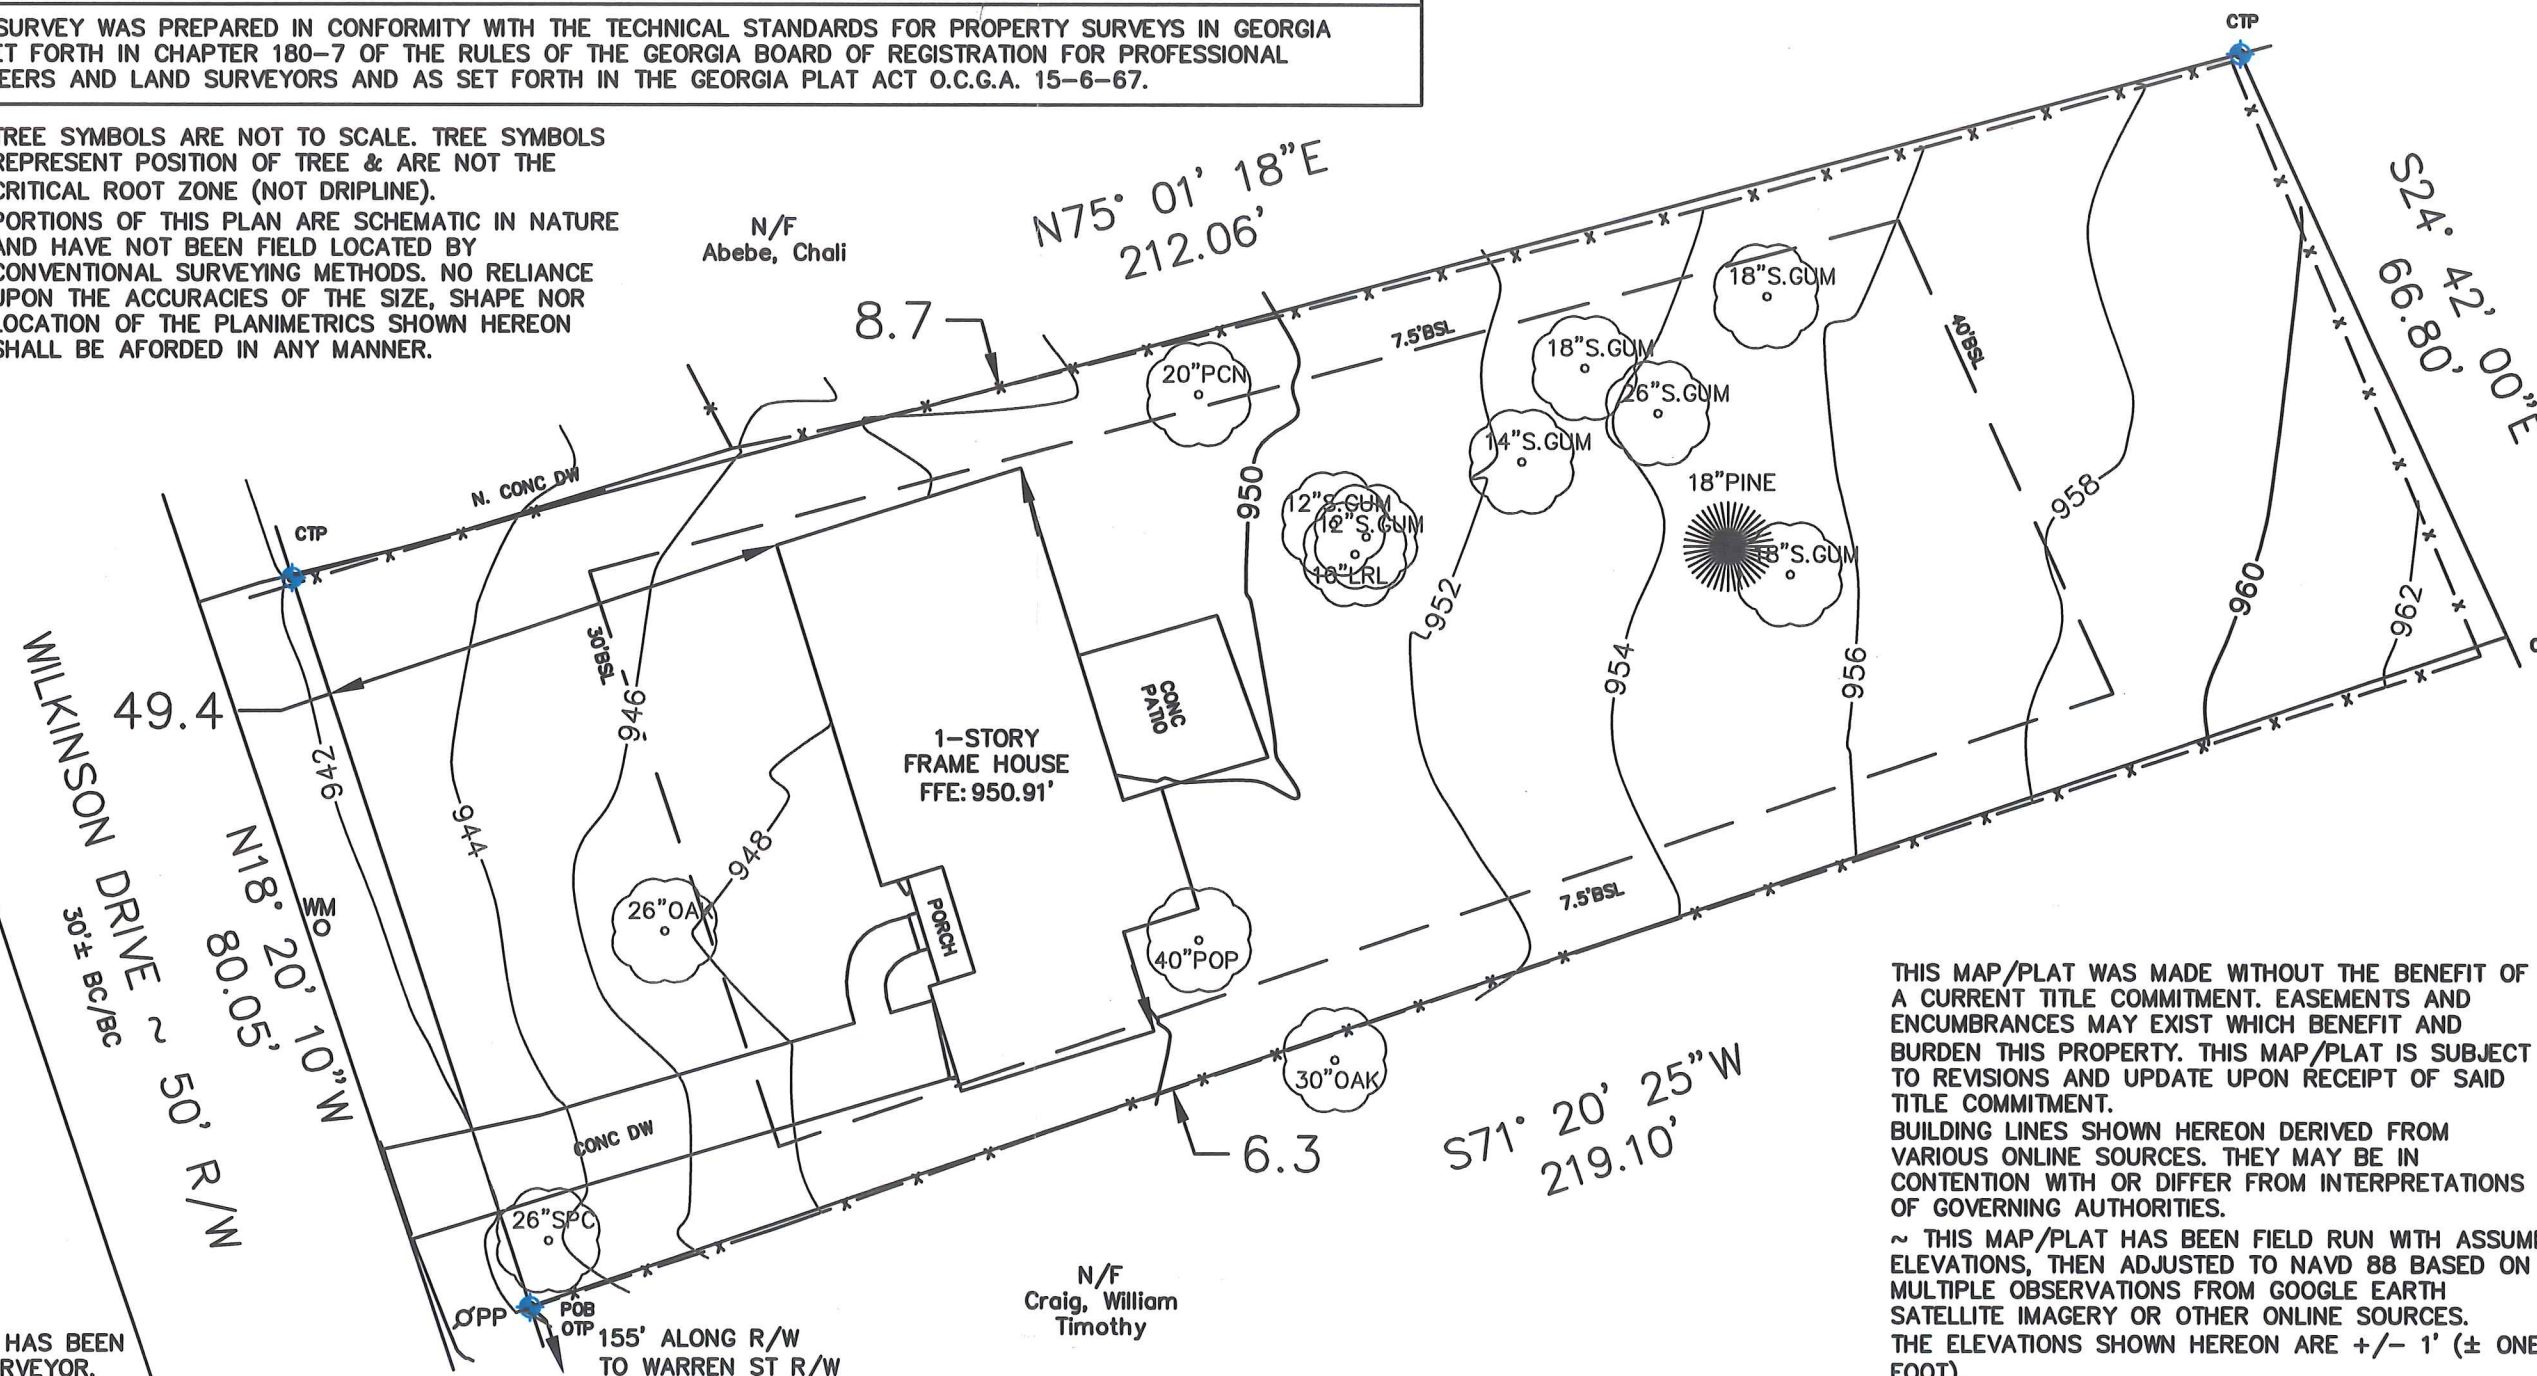 SURVEY WAS PREPARED IN CONFORMITY WITH THE TECHNICAL STANDARDS FOR PROPERTY SURVEYS IN GEORGIA
ET FORTH IN CHAPTER 180-7 OF THE RULES OF THE GEORGIA BOARD OF REGISTRATION FOR PROFESSIONAL
EERS AND LAND SURVEYORS AND AS SET FORTH IN THE GEORGIA PLAT ACT O.C.G.A. 15-6-67.
TREE SYMBOLS ARE NOT TO SCALE. TREE SYMBOLS
REPRESENT POSITION OF TREE & ARE NOT THE
CRITICAL ROOT ZONE (NOT DRIPLINE).
PORTIONS OF THIS PLAN ARE SCHEMATIC IN NATURE
AND HAVE NOT BEEN FIELD LOCATED BY
CONVENTIONAL SURVEYING METHODS. NO RELIANCE
UPON THE ACCURACIES OF THE SIZE, SHAPE NOR
LOCATION OF THE PLANIMETRICS SHOWN HEREON
SHALL BE AFORDED IN ANY MANNER.
N/F
Abebe, Chali
N75° 01' 18"E
212.06'
CTP
S24° 42' 00"E
66.80'
8.7
7.5'BSL
40'BSL
18"S.GUM
18"S.GUM
26"S.GUM
14"S.GUM
20"PCN
12"S.GUM
12"S.GUM
16"LRL
18"PINE
18"S.GUM
N. CONC DW
CTP
30'BSL
49.4
942
944
946
948
950
952
954
956
958
960
962
CONC
PATIO
1-STORY
FRAME HOUSE
FFE: 950.91'
PORCH
26"OAK
40"POP
30"OAK
7.5'BSL
WILKINSON DRIVE ~ 50' R/W
30'± BC/BC
N18° 20' 10"W
80.05'
WM
CONC DW
26"SPC
PP
POB
OTP
155' ALONG R/W
TO WARREN ST R/W
6.3
S71° 20' 25"W
219.10'
N/F
Craig, William
Timothy
HAS BEEN
RVEYOR.
THIS MAP/PLAT WAS MADE WITHOUT THE BENEFIT OF
A CURRENT TITLE COMMITMENT. EASEMENTS AND
ENCUMBRANCES MAY EXIST WHICH BENEFIT AND
BURDEN THIS PROPERTY. THIS MAP/PLAT IS SUBJECT
TO REVISIONS AND UPDATE UPON RECEIPT OF SAID
TITLE COMMITMENT.
BUILDING LINES SHOWN HEREON DERIVED FROM
VARIOUS ONLINE SOURCES. THEY MAY BE IN
CONTENTION WITH OR DIFFER FROM INTERPRETATIONS
OF GOVERNING AUTHORITIES.
~ THIS MAP/PLAT HAS BEEN FIELD RUN WITH ASSUME
ELEVATIONS, THEN ADJUSTED TO NAVD 88 BASED ON
MULTIPLE OBSERVATIONS FROM GOOGLE EARTH
SATELLITE IMAGERY OR OTHER ONLINE SOURCES.
THE ELEVATIONS SHOWN HEREON ARE +/- 1' (± ONE
FOOT)